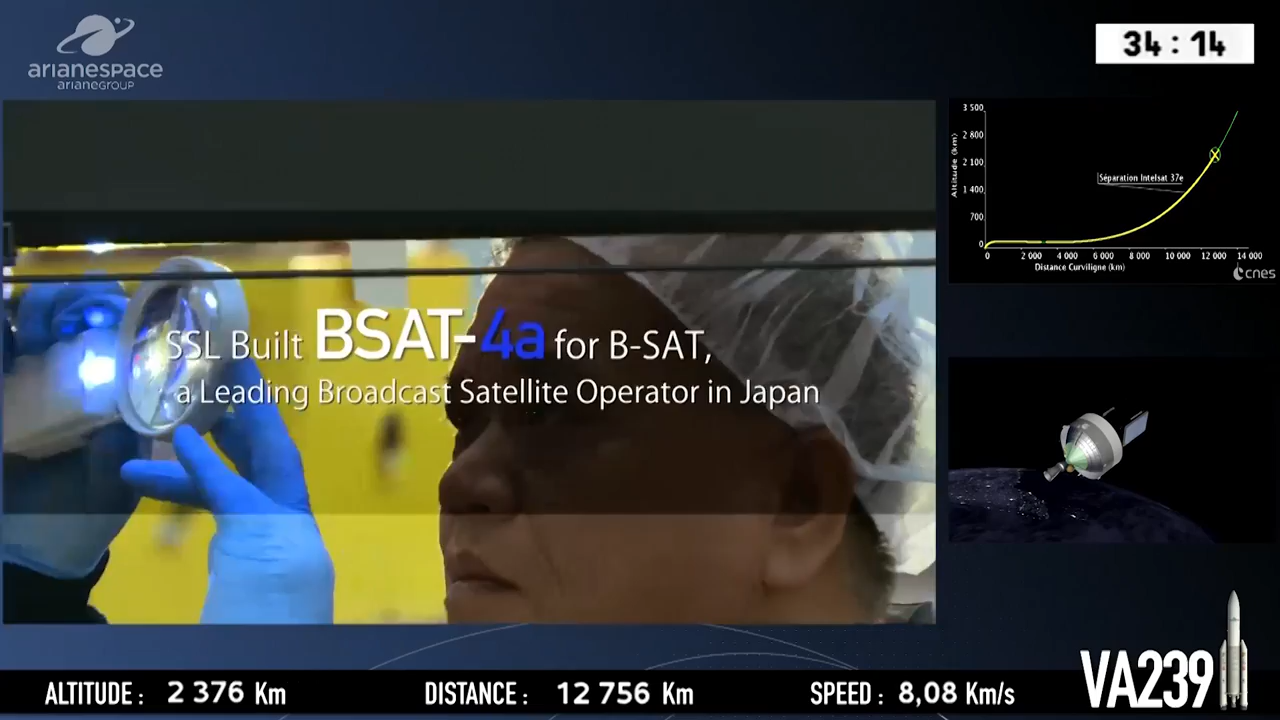 arianespace
arianeGROUP
34 : 14
3 500
2 800
2 100
1 400
700
0
Altitude (km)
Séparation Intelsat 37e
0 2 000 4 000 6 000 8 000 10 000 12 000 14 000
Distance Curviligne (km)
cnes
SSL Built BSAT-4a for B-SAT,
a Leading Broadcast Satellite Operator in Japan
VA239
ALTITUDE : 2 376 Km DISTANCE : 12 756 Km SPEED : 8,08 Km/s